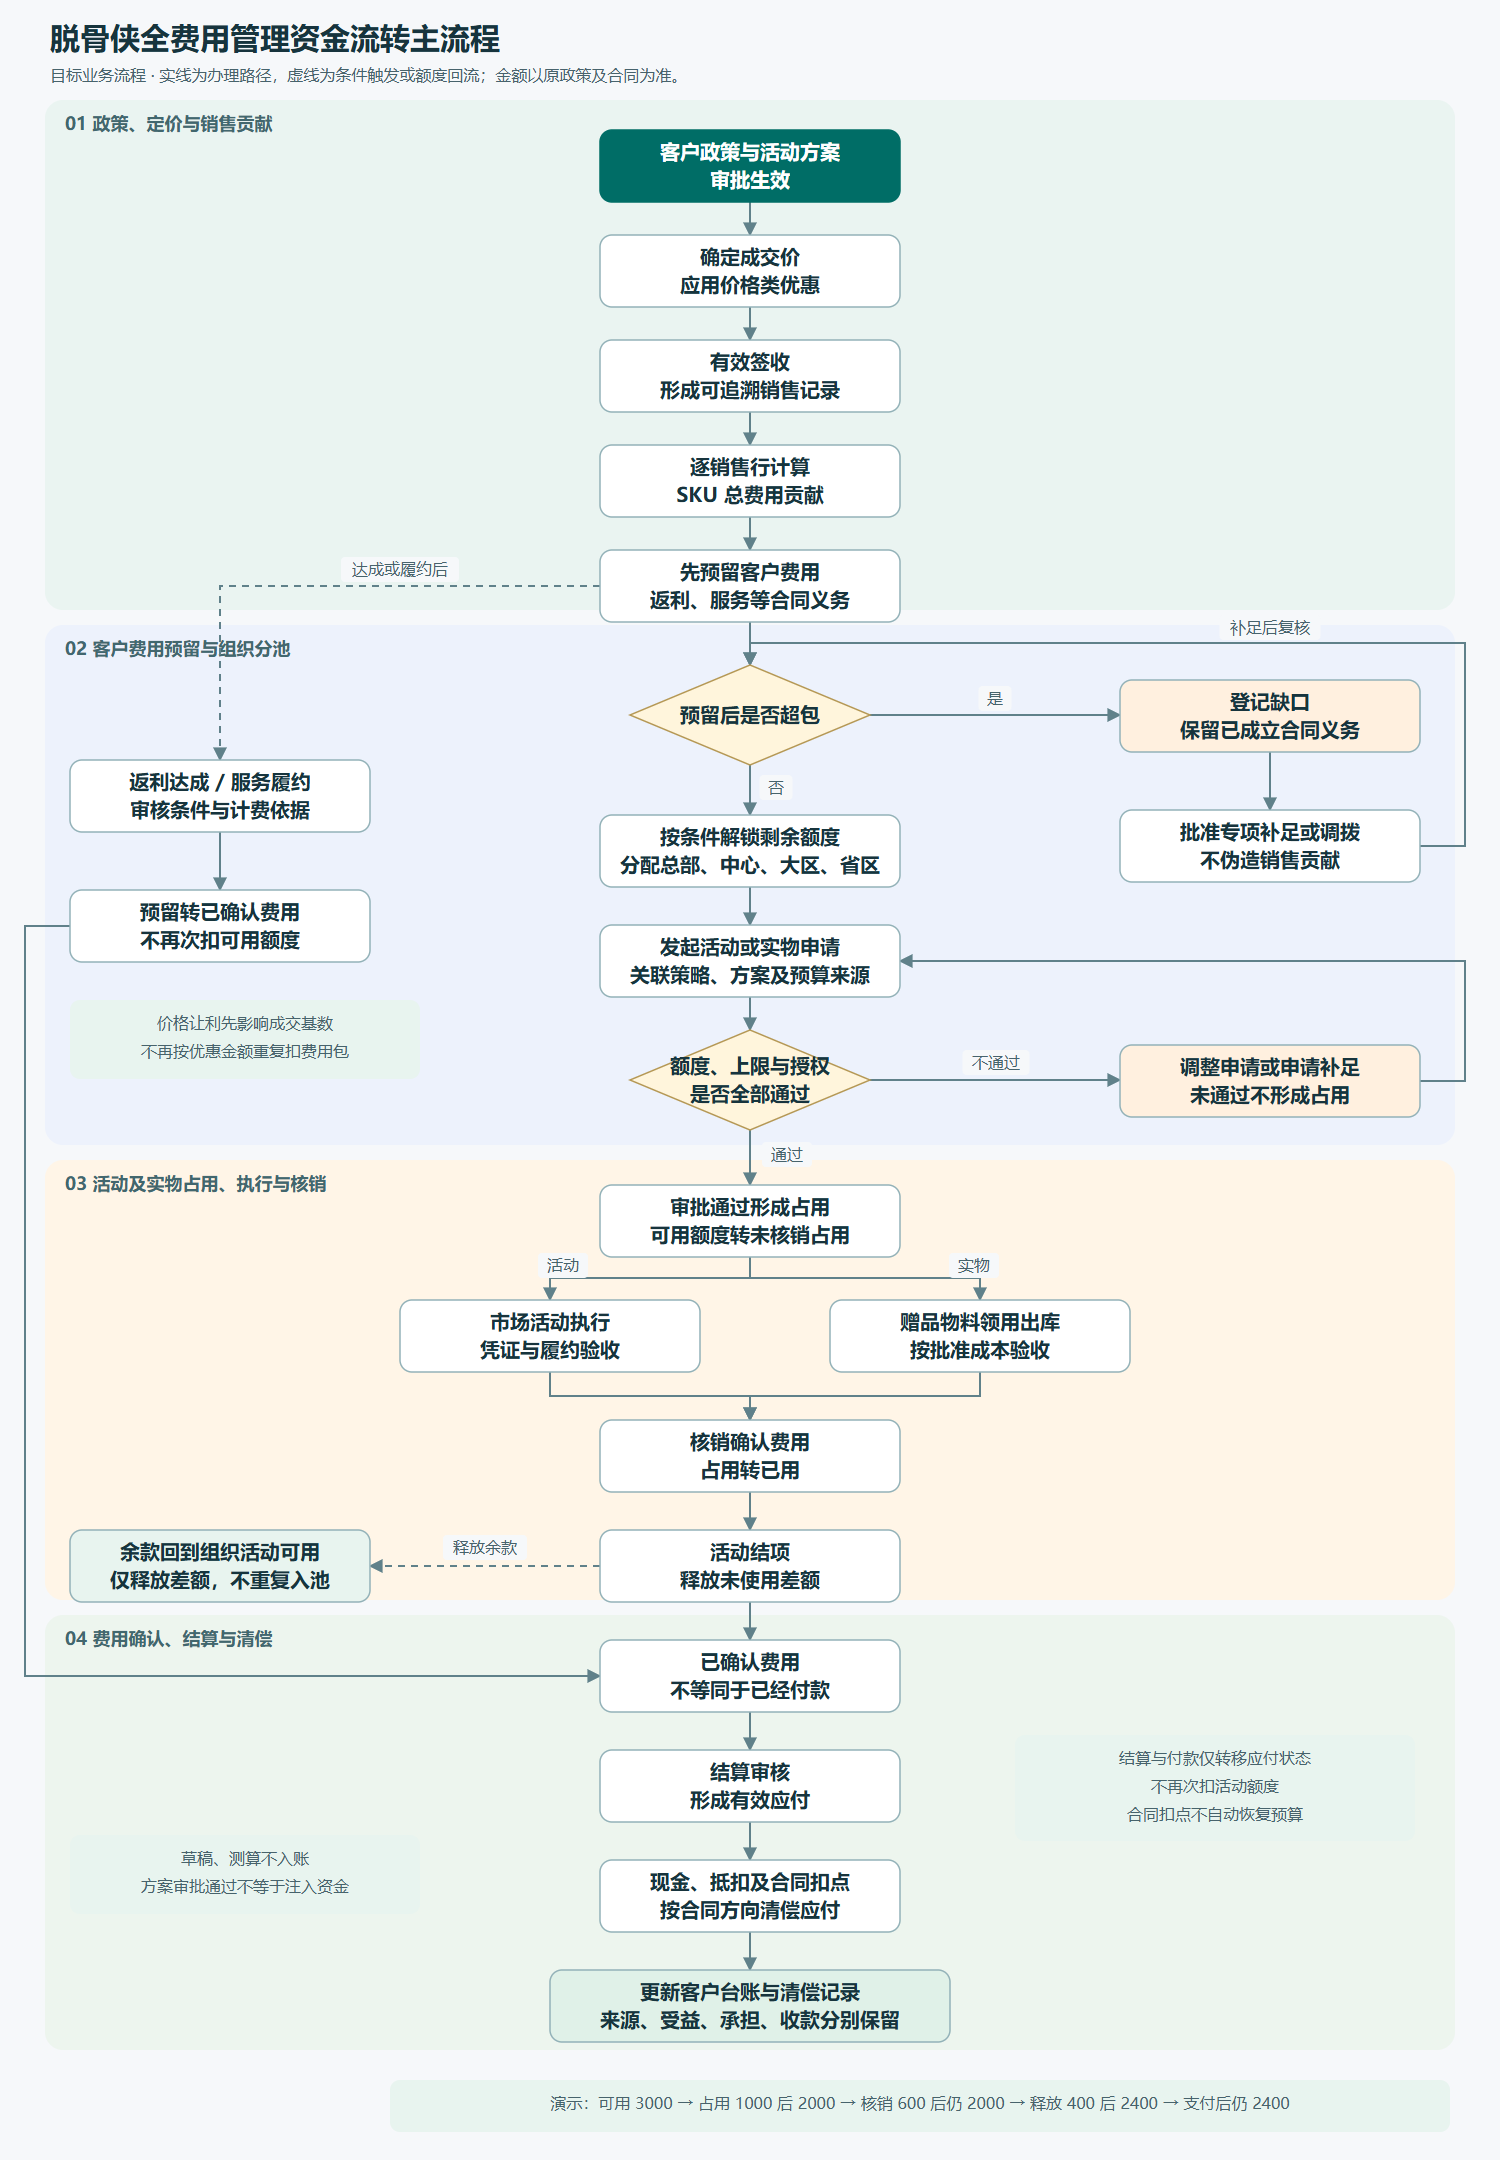 脱骨侠全费用管理资金流转主流程
目标业务流程 · 实线为办理路径，虚线为条件触发或额度回流；金额以原政策及合同为准。
01 政策、定价与销售贡献
客户政策与活动方案
审批生效
确定成交价
应用价格类优惠
有效签收
形成可追溯销售记录
逐销售行计算
SKU 总费用贡献
达成或履约后
先预留客户费用
返利、服务等合同义务
02 客户费用预留与组织分池
补足后复核
预留后是否超包
是
登记缺口
保留已成立合同义务
否
返利达成 / 服务履约
审核条件与计费依据
按条件解锁剩余额度
分配总部、中心、大区、省区
批准专项补足或调拨
不伪造销售贡献
预留转已确认费用
不再次扣可用额度
发起活动或实物申请
关联策略、方案及预算来源
价格让利先影响成交基数
不再按优惠金额重复扣费用包
额度、上限与授权
是否全部通过
不通过
调整申请或申请补足
未通过不形成占用
通过
03 活动及实物占用、执行与核销
审批通过形成占用
可用额度转未核销占用
活动
实物
市场活动执行
凭证与履约验收
赠品物料领用出库
按批准成本验收
核销确认费用
占用转已用
余款回到组织活动可用
仅释放差额，不重复入池
释放余款
活动结项
释放未使用差额
04 费用确认、结算与清偿
已确认费用
不等同于已经付款
结算审核
形成有效应付
结算与付款仅转移应付状态
不再次扣活动额度
合同扣点不自动恢复预算
草稿、测算不入账
方案审批通过不等于注入资金
现金、抵扣及合同扣点
按合同方向清偿应付
更新客户台账与清偿记录
来源、受益、承担、收款分别保留
演示：可用 3000 → 占用 1000 后 2000 → 核销 600 后仍 2000 → 释放 400 后 2400 → 支付后仍 2400